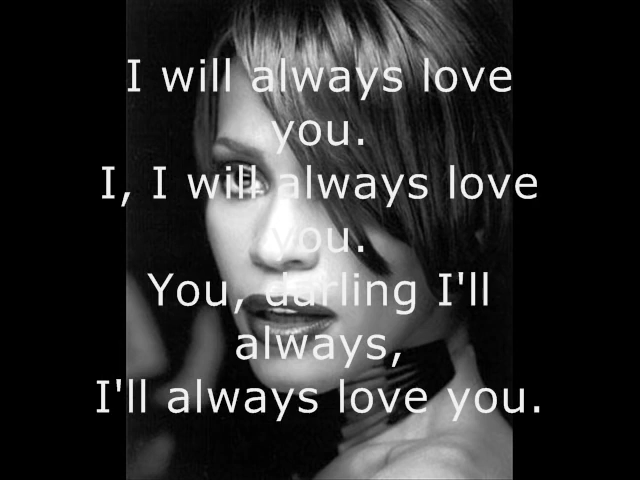 I will always love
you.
I, I will always love
you.
You, darling I'll
always,
I'll always love you.